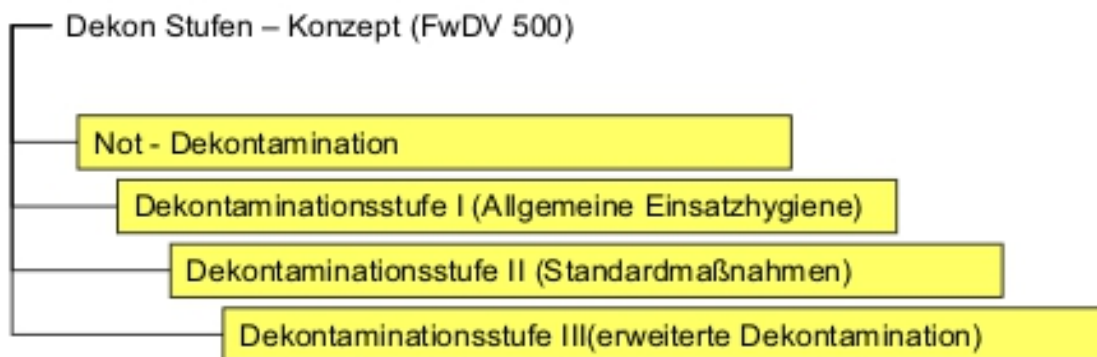 Dekon Stufen – Konzept (FwDV 500)
Not - Dekontamination
Dekontaminationsstufe I (Allgemeine Einsatzhygiene)
Dekontaminationsstufe II (Standardmaßnahmen)
Dekontaminationsstufe III(erweiterte Dekontamination)